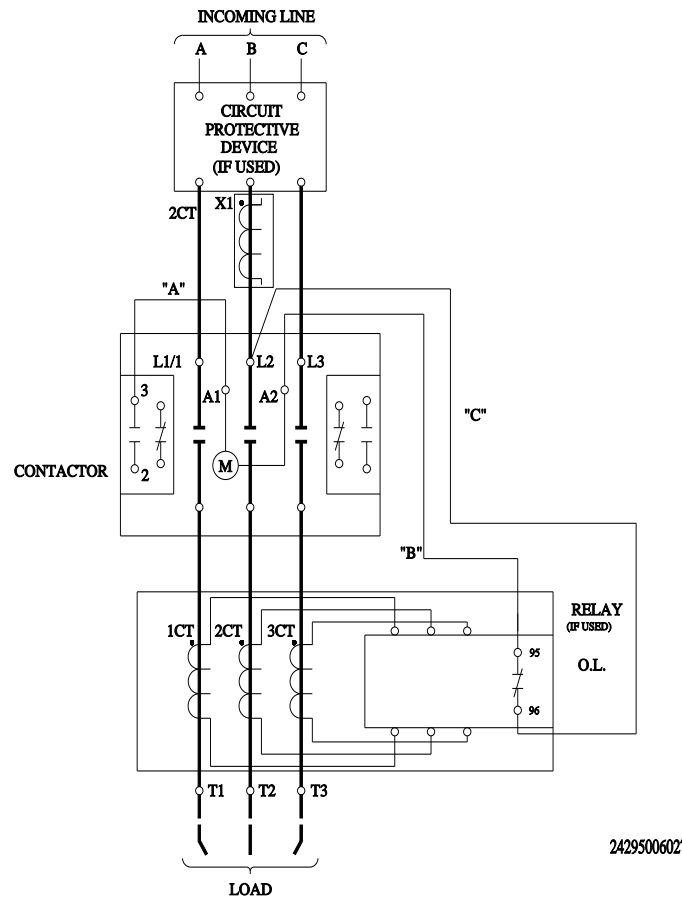 INCOMING LINE
A B C
CIRCUIT
PROTECTIVE
DEVICE
(IF USED)
2CT
X1
"A"
L1/1 L2 L3
3
A1 A2
"C"
2
M
CONTACTOR
"B"
RELAY
(IF USED)
1CT 2CT 3CT
95
O.L.
96
T1 T2 T3
LOAD